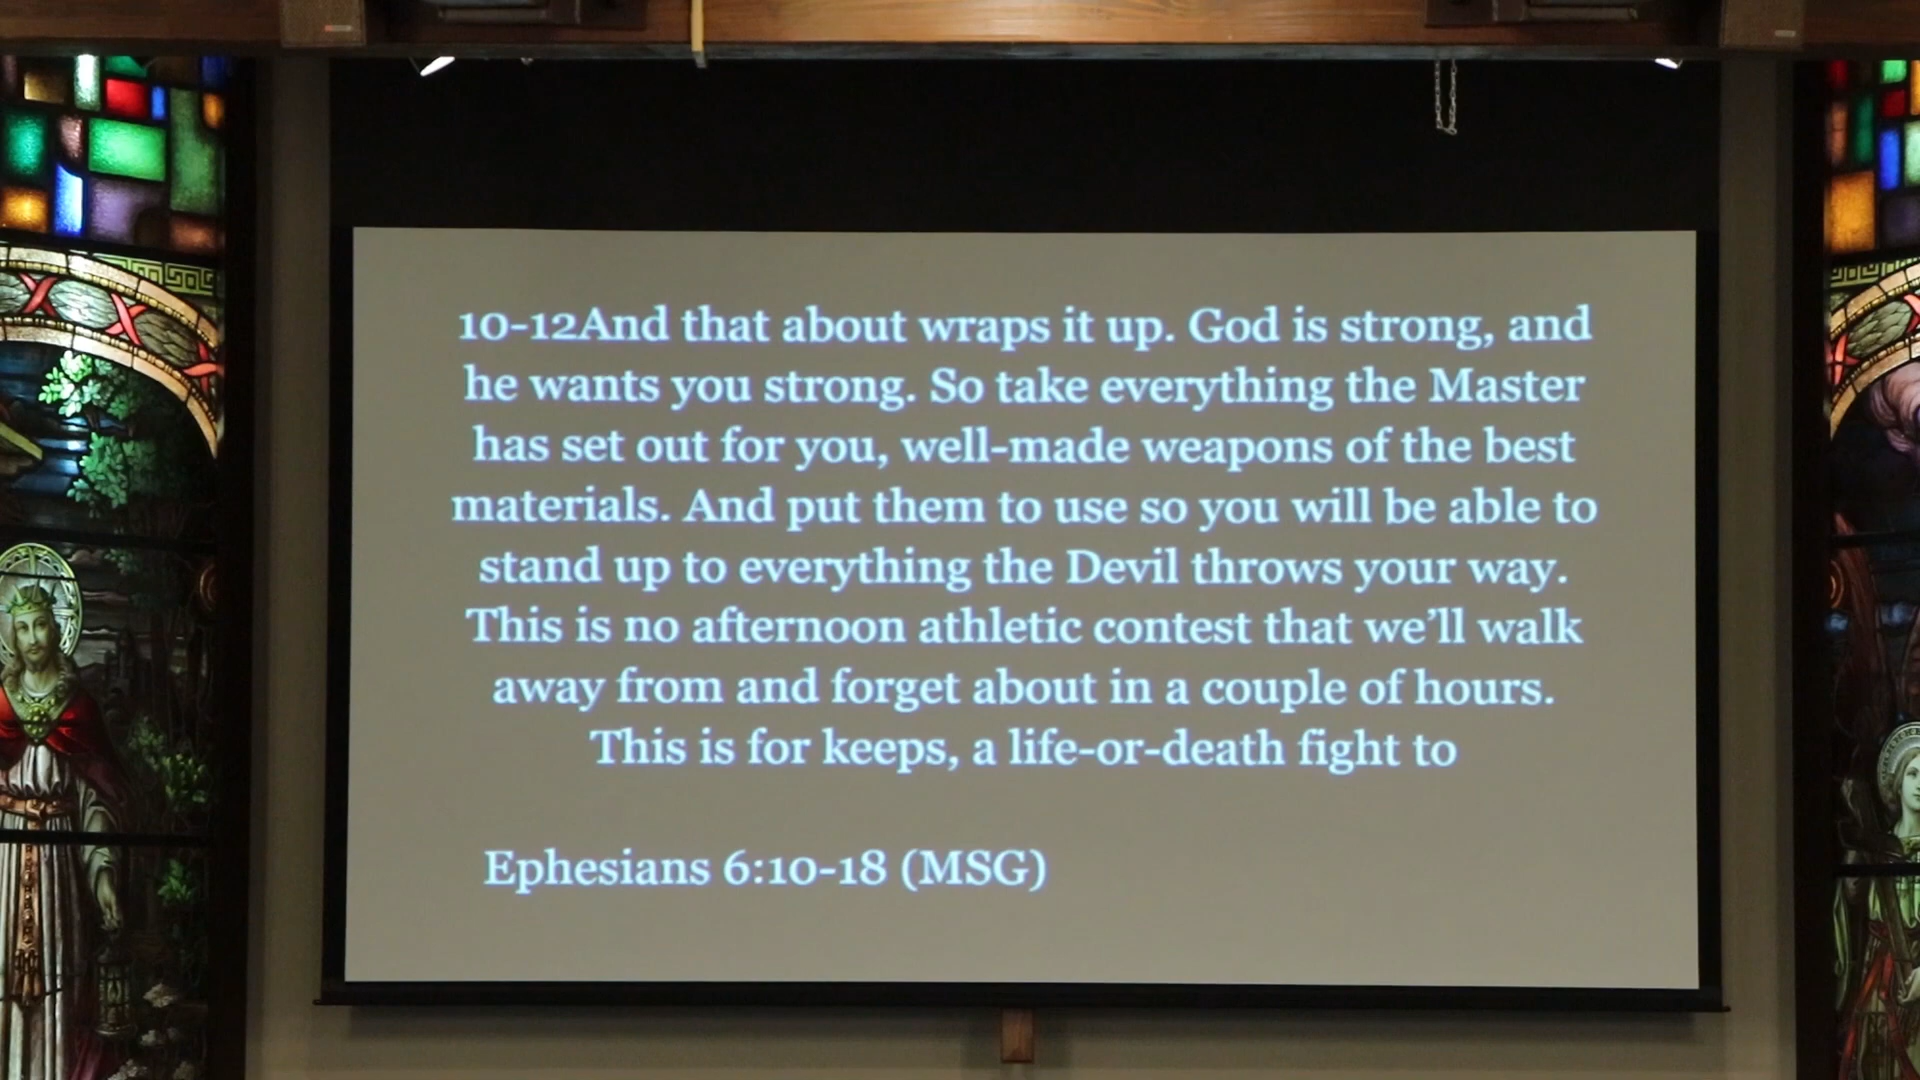 10-12And that about wraps it up. God is strong, and
he wants you strong. So take everything the Master
has set out for you, well-made weapons of the best
materials. And put them to use so you will be able to
stand up to everything the Devil throws your way.
This is no afternoon athletic contest that we’ll walk
away from and forget about in a couple of hours.
This is for keeps, a life-or-death fight to
Ephesians 6:10-18 (MSG)